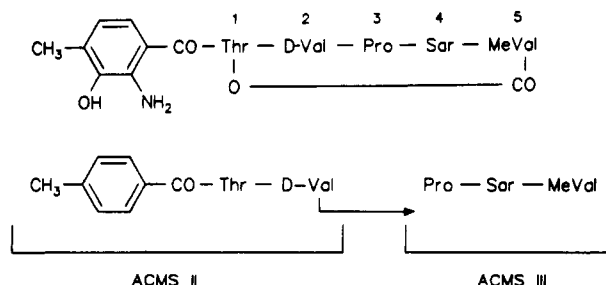 1 2 3 4 5
CH₃ CO — Thr — D-Val — Pro — Sar — MeVal
OH NH₂ O CO
CH₃ CO — Thr — D-Val Pro — Sar — MeVal
ACMS II ACMS III